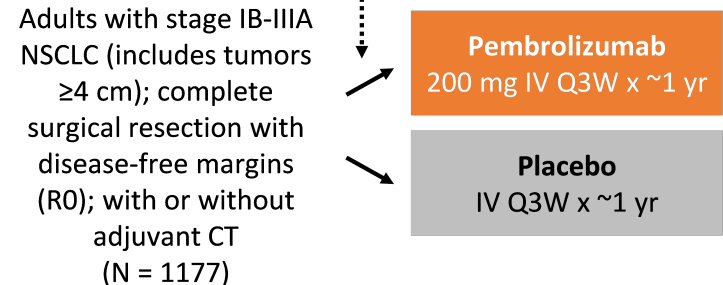 Adults with stage IB-IIIA
NSCLC (includes tumors
≥4 cm); complete
surgical resection with
disease-free margins
(R0); with or without
adjuvant CT
(N = 1177)
Pembrolizumab
200 mg IV Q3W x ~1 yr
Placebo
IV Q3W x ~1 yr